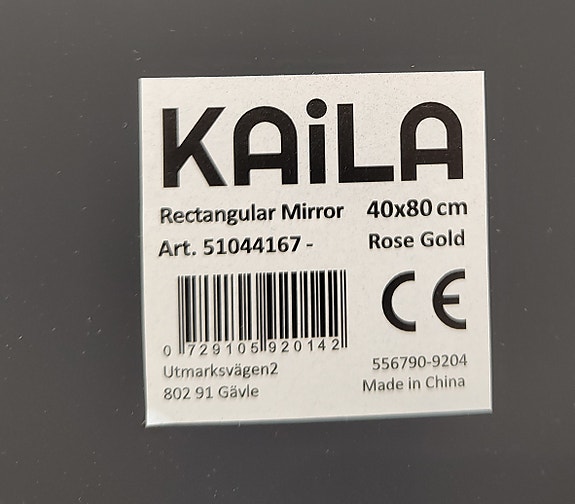 KAiLA
Rectangular Mirror 40x80 cm
Art. 51044167 - Rose Gold
CE
0 729105 920142
Utmarksvägen2 556790-9204
802 91 Gävle Made in China